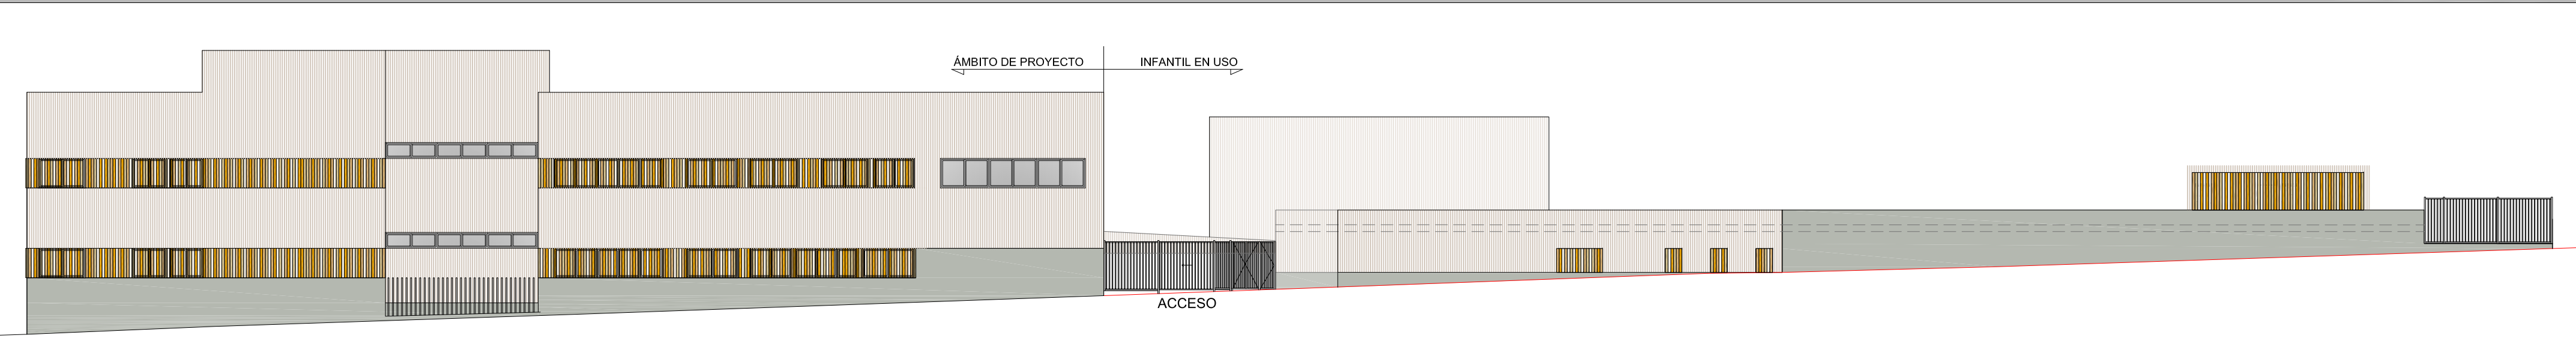 ÁMBITO DE PROYECTO
INFANTIL EN USO
ACCESO